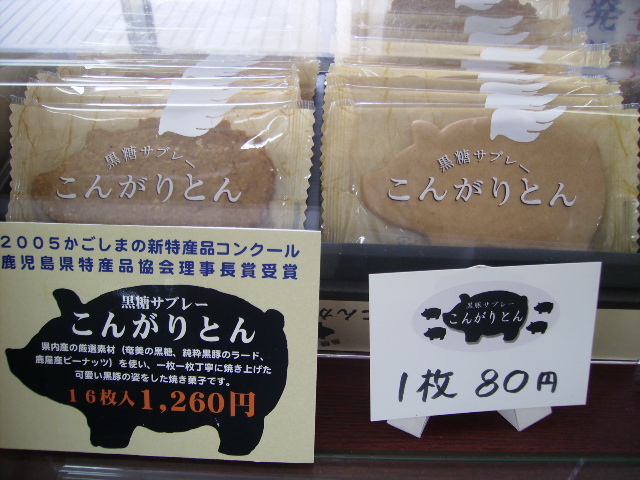 発
黒糖サブレー
こんがりとん
黒糖サブレー
こんがりとん
2005かごしまの新特産品コンクール
鹿児島県特産品協会理事長賞受賞
黒糖サブレー
こんがりとん
県内産の厳選素材（奄美の黒糖、純粋黒豚のラード、
鹿屋産ピーナッツ）を使い、一枚一枚丁寧に焼き上げた
可愛い黒豚の姿をした焼き菓子です。
16枚入1,260円
黒豚サブレー
こんがりとん
1枚 80円